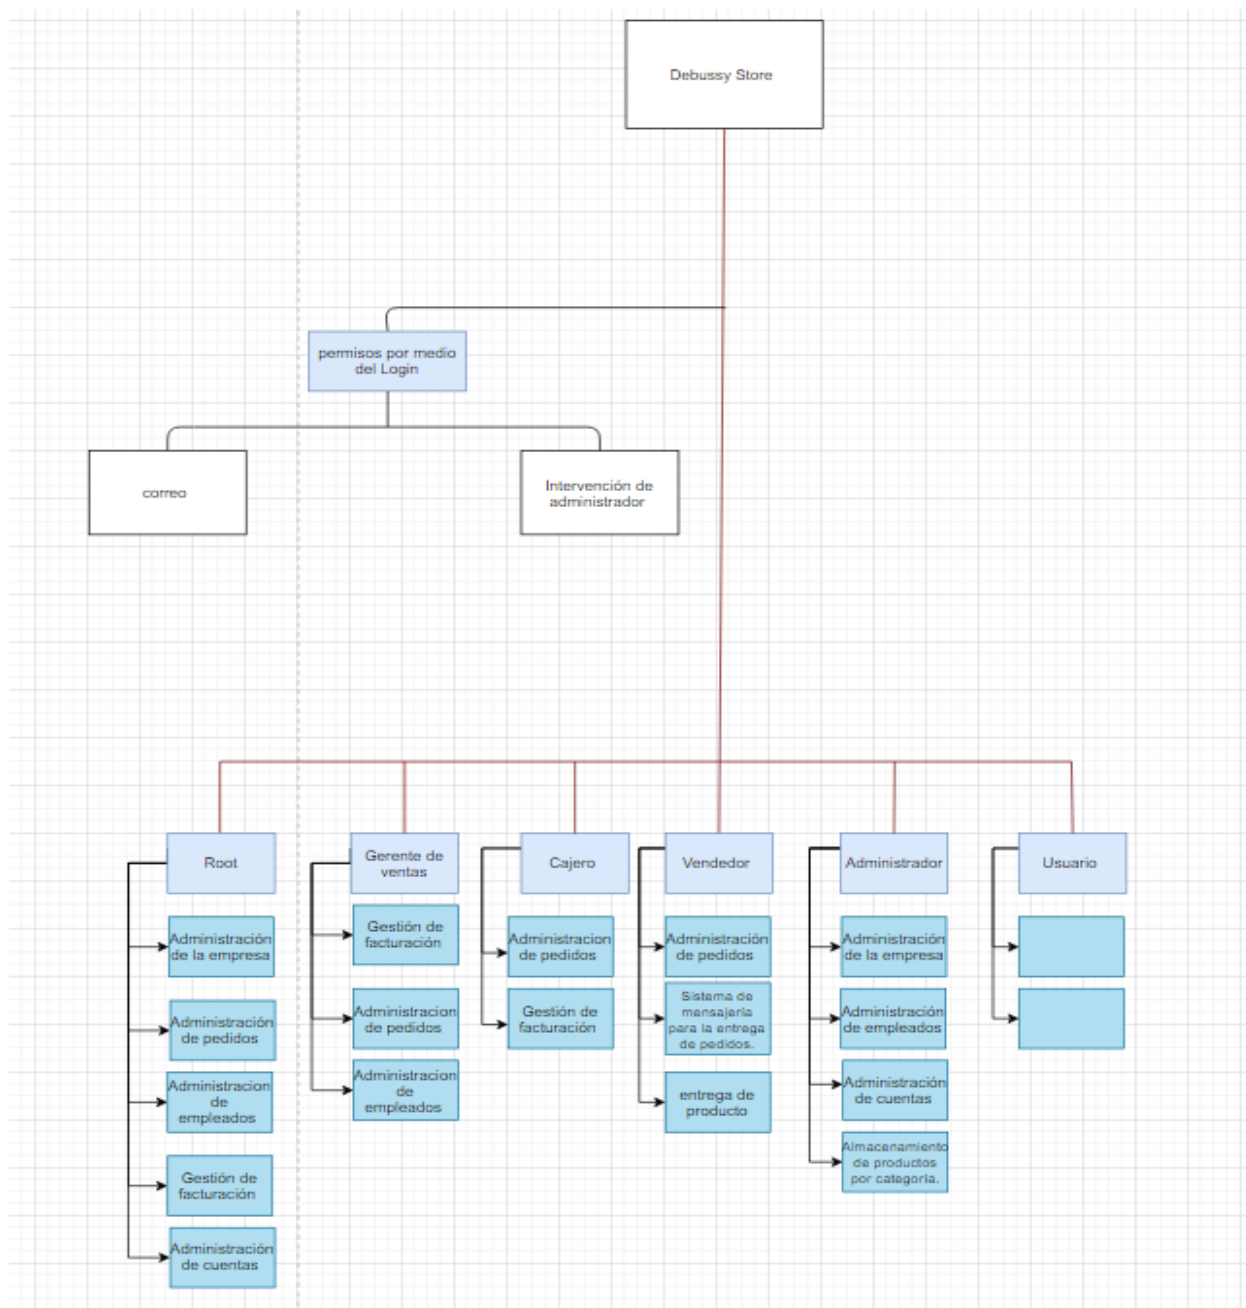 Debussy Store
permisos por medio
del Login
correo
Intervención de
administrador
Root
Gerente de
ventas
Cajero
Vendedor
Administrador
Usuario
Administración
de la empresa
Administración
de pedidos
Administracion
de
empleados
Gestión de
facturación
Administración
de cuentas
Gestión de
facturación
Administracion
de pedidos
Administracion
de
empleados
Administracion
de pedidos
Gestión de
facturación
Administración
de pedidos
Sistema de
mensajería
para la entrega
de pedidos.
entrega de
producto
Administración
de la empresa
Administración
de empleados
Administración
de cuentas
Almacenamiento
de productos
por categoría.